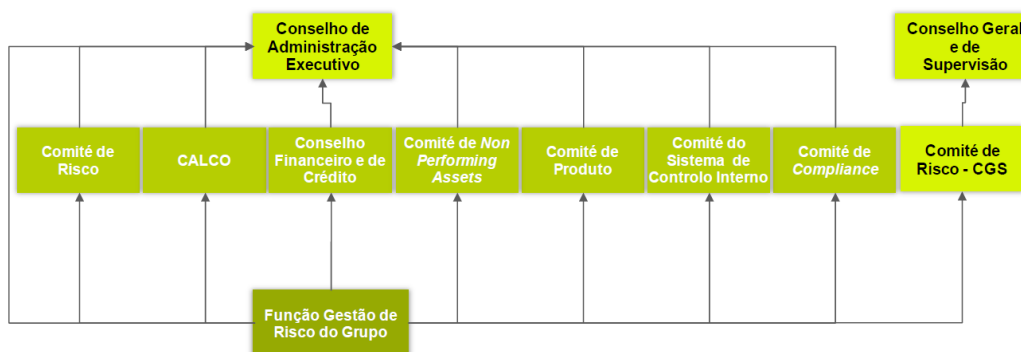 Conselho de
Administração
Executivo
Conselho Geral
e de
Supervisão
Comité de
Risco
CALCO
Conselho
Financeiro e de
Crédito
Comité de Non
Performing
Assets
Comité de
Produto
Comité do
Sistema de
Controlo Interno
Comité de
Compliance
Comité de
Risco - CGS
Função Gestão de
Risco do Grupo